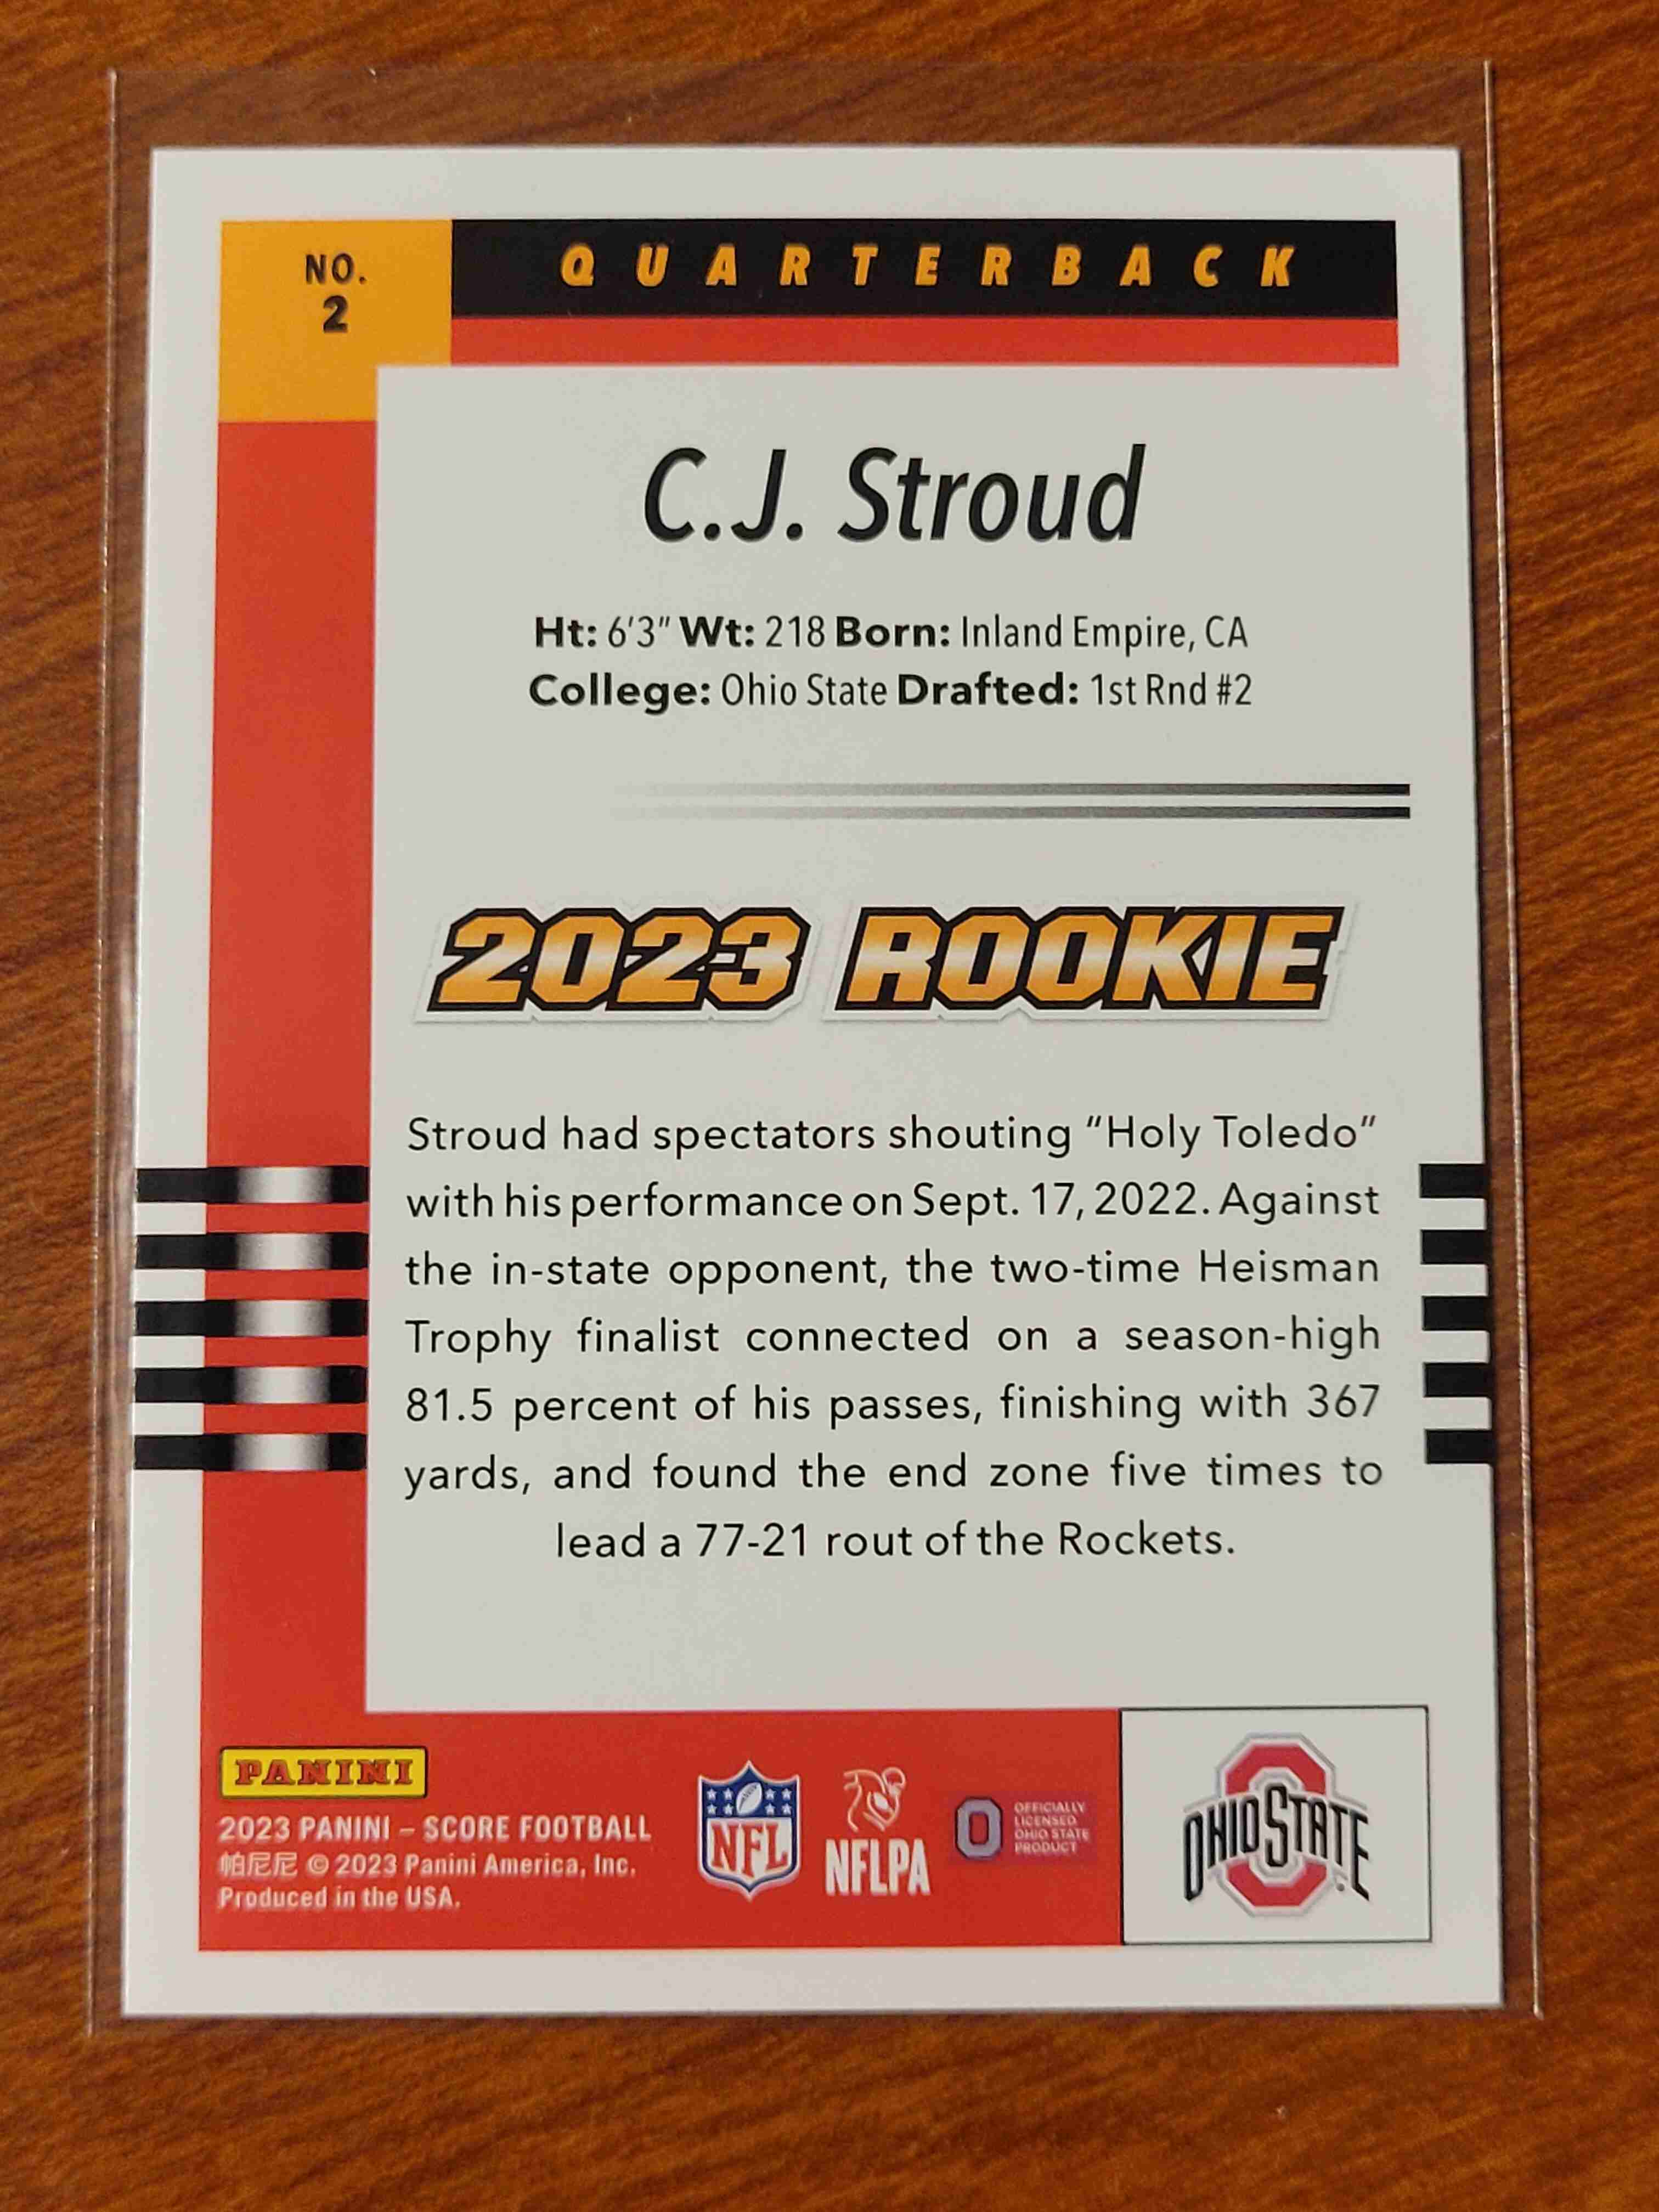 NO.
2
QUARTERBACK
C.J. Stroud
Ht: 6'3" Wt: 218 Born: Inland Empire, CA
College: Ohio State Drafted: 1st Rnd #2
2023 ROOKIE
Stroud had spectators shouting "Holy Toledo"
with his performance on Sept. 17, 2022. Against
the in-state opponent, the two-time Heisman
Trophy finalist connected on a season-high
81.5 percent of his passes, finishing with 367
yards, and found the end zone five times to
lead a 77-21 rout of the Rockets.
PANINI
2023 PANINI – SCORE FOOTBALL
帕尼尼 © 2023 Panini America, Inc.
Produced in the USA.
NFL
NFLPA
O
OFFICIALLY
LICENSED
OHIO STATE
PRODUCT
OHIO STATE